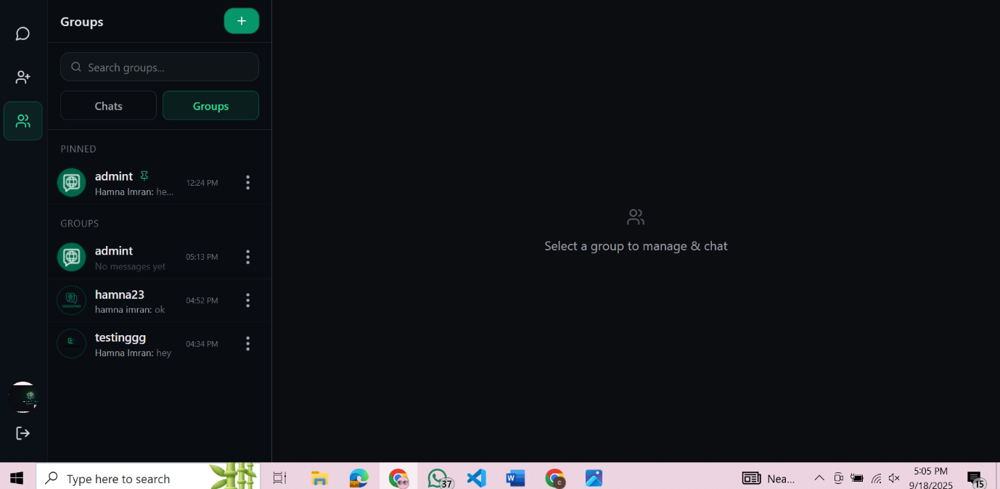 Groups
+
Search groups...
Chats
Groups
PINNED
admint
12:24 PM
Hamna Imran: he...
GROUPS
admint
05:13 PM
No messages yet
hamna23
04:52 PM
hamna imran: ok
testinggg
04:34 PM
Hamna Imran: hey
Select a group to manage & chat
Type here to search
37
Nea...
5:05 PM
9/18/2025
15